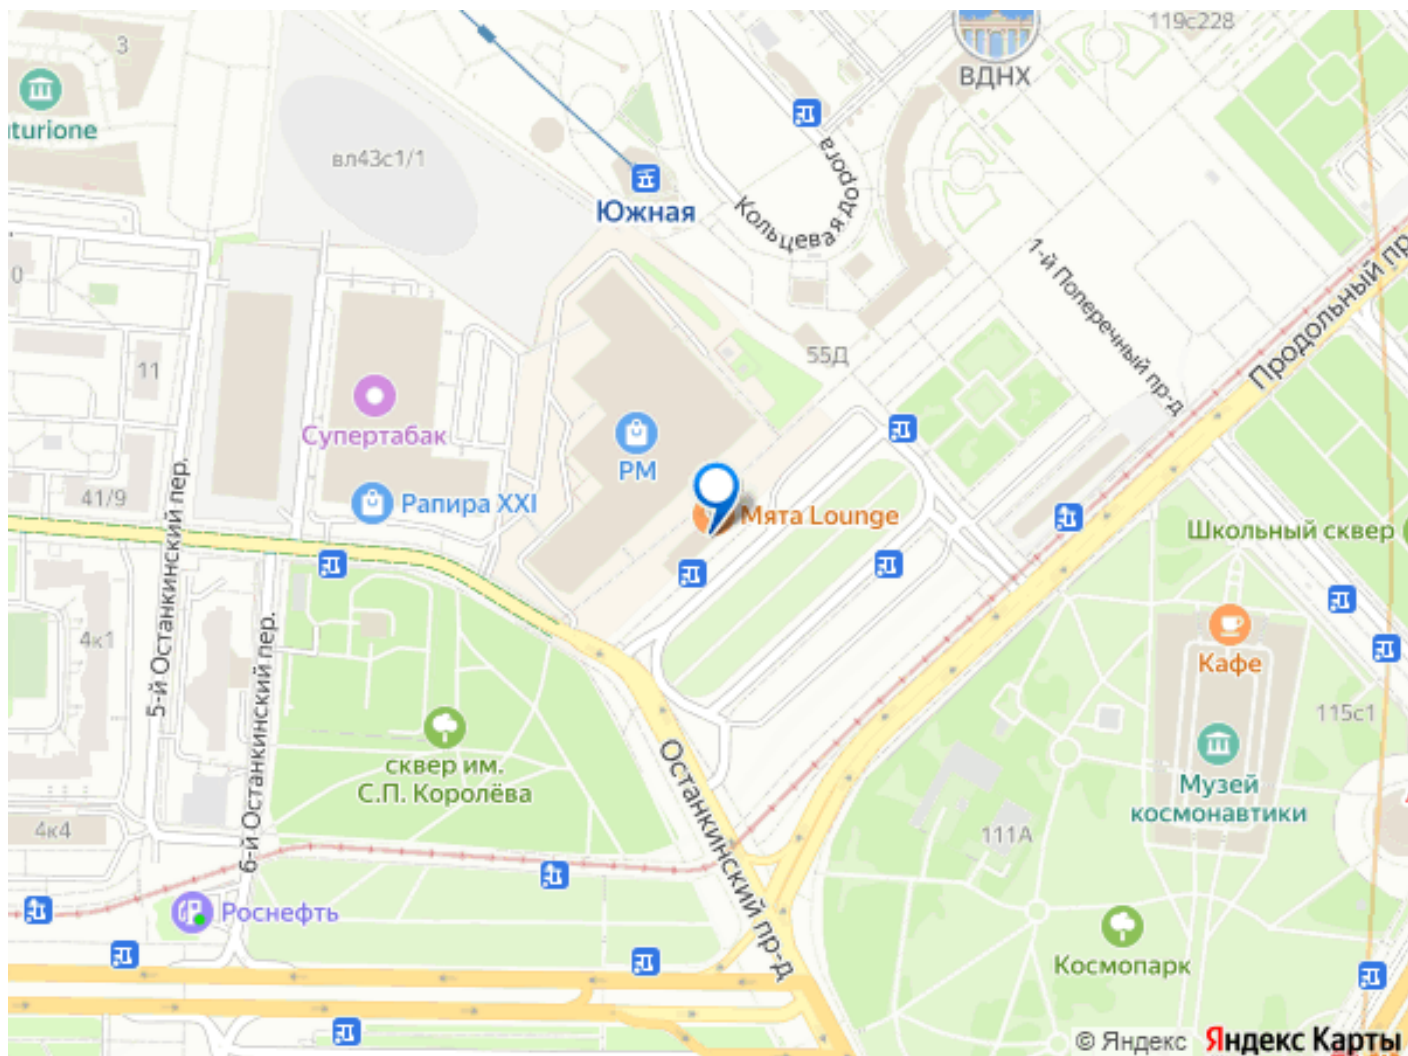 119с228
3
ВДНХ
turione
вл43с1/1
Южная
Кольцевая дорога
1-й Поперечный пр-д
Продольный пр
0
55Д
11
Супертабак
РМ
41/9
Рапира XXI
Мята Lounge
Школьный сквер
5-й Останкинский пер.
6-й Останкинский пер.
4к1
Кафе
115с1
сквер им.
С.П. Королёва
Останкинский пр-д
Музей
космонавтики
4к4
111А
Роснефть
Космопарк
© Яндекс Яндекс Карты